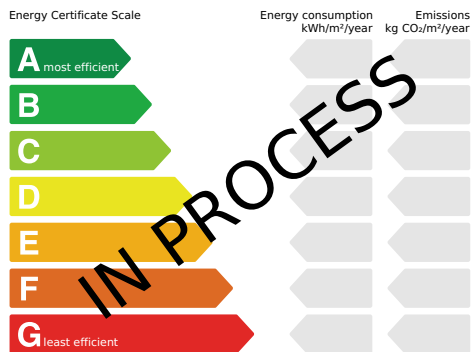 Energy Certificate Scale
Energy consumption
kWh/m²/year
Emissions
kg CO₂/m²/year
A most efficient
B
C
D
E
F
G least efficient
IN PROCESS